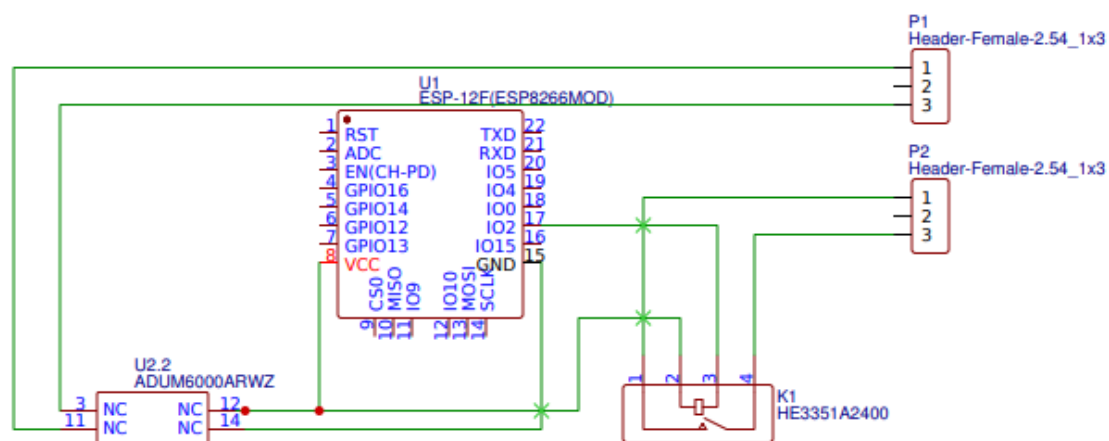 P1
Header-Female-2.54_1x3
1
2
3
U1
ESP-12F(ESP8266MOD)
1 RST TXD 22
2 ADC RXD 21
3 EN(CH-PD) IO5 20
4 GPIO16 IO4 19
5 GPIO14 IO0 18
6 GPIO12 IO2 17
7 GPIO13 IO15 16
8 VCC GND 15
CS0 MISO IO9 IO10 MOSI SCLK
9 10 11 12 13 14
P2
Header-Female-2.54_1x3
1
2
3
U2.2
ADUM6000ARWZ
3 NC NC 12
11 NC NC 14
1 2 3 4
K1
HE3351A2400